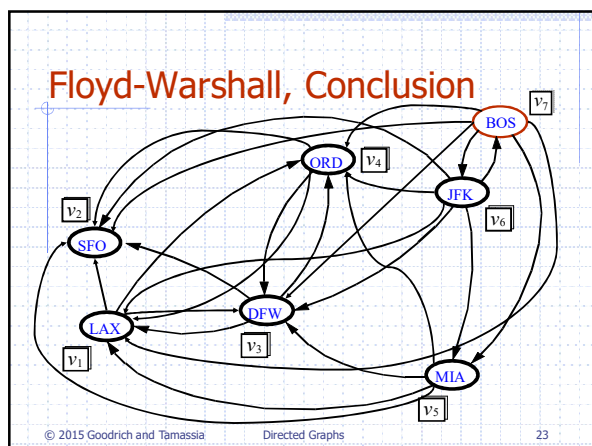 Floyd-Warshall, Conclusion
v7
BOS
ORD
v4
JFK
v2
v6
SFO
DFW
LAX
v3
v1
MIA
v5
© 2015 Goodrich and Tamassia Directed Graphs 23